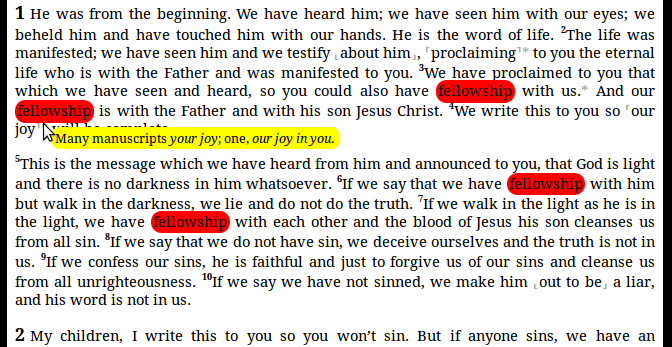 1 He was from the beginning. We have heard him; we have seen him with our eyes; we
beheld him and have touched him with our hands. He is the word of life. ²The life was
manifested; we have seen him and we testify ⸤about him⸥, ⸢proclaiming⸣* to you the eternal
life who is with the Father and was manifested to you. ³We have proclaimed to you that
which we have seen and heard, so you could also have fellowship with us.* And our
fellowship is with the Father and with his son Jesus Christ. ⁴We write this to you so ⸢our
joy
Many manuscripts your joy; one, our joy in you.
⁵This is the message which we have heard from him and announced to you, that God is light
and there is no darkness in him whatsoever. ⁶If we say that we have fellowship with him
but walk in the darkness, we lie and do not do the truth. ⁷If we walk in the light as he is in
the light, we have fellowship with each other and the blood of Jesus his son cleanses us
from all sin. ⁸If we say that we do not have sin, we deceive ourselves and the truth is not in
us. ⁹If we confess our sins, he is faithful and just to forgive us of our sins and cleanse us
from all unrighteousness. ¹⁰If we say we have not sinned, we make him ⸤out to be⸥ a liar,
and his word is not in us.
2 My children, I write this to you so you won’t sin. But if anyone sins, we have an